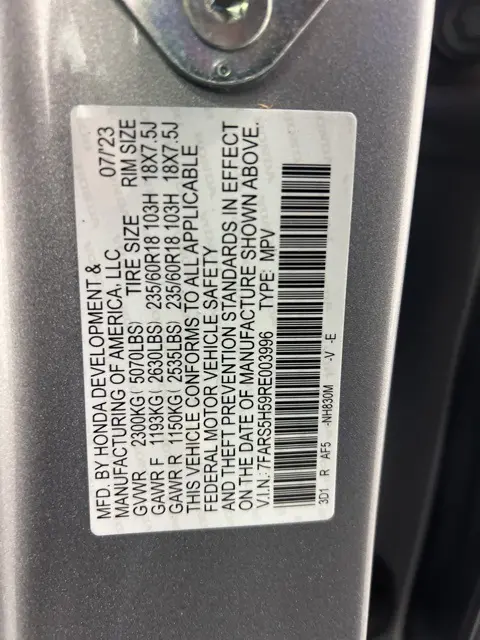 MFD. BY HONDA DEVELOPMENT & 07/'23
MANUFACTURING OF AMERICA, LLC
GVWR 2300KG( 5070LBS) TIRE SIZE RIM SIZE
GAWR F 1193KG( 2630LBS) 235/60R18 103H 18X7.5J
GAWR R 1150KG( 2535LBS) 235/60R18 103H 18X7.5J
THIS VEHICLE CONFORMS TO ALL APPLICABLE
FEDERAL MOTOR VEHICLE SAFETY
AND THEFT PREVENTION STANDARDS IN EFFECT
ON THE DATE OF MANUFACTURE SHOWN ABOVE.
V.I.N.: 7FARS5H59RE003996 TYPE: MPV
3D1 R AF5 -NH830M -V -E